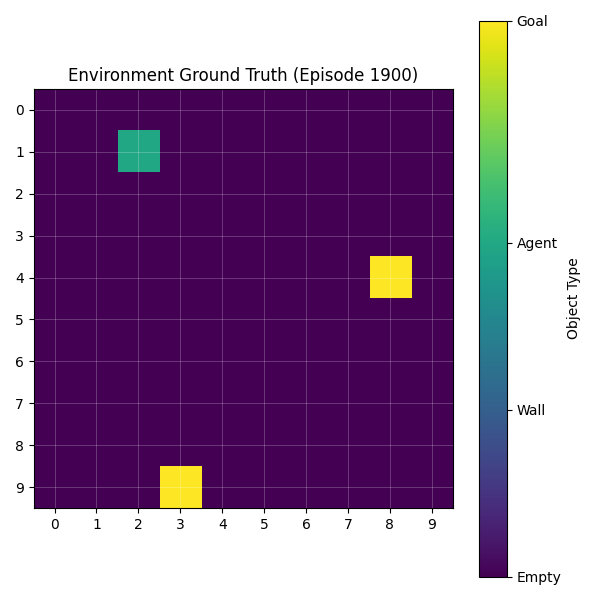 Environment Ground Truth (Episode 1900)
0
1
2
3
4
5
6
7
8
9
0 1 2 3 4 5 6 7 8 9
Goal
Agent
Wall
Empty
Object Type